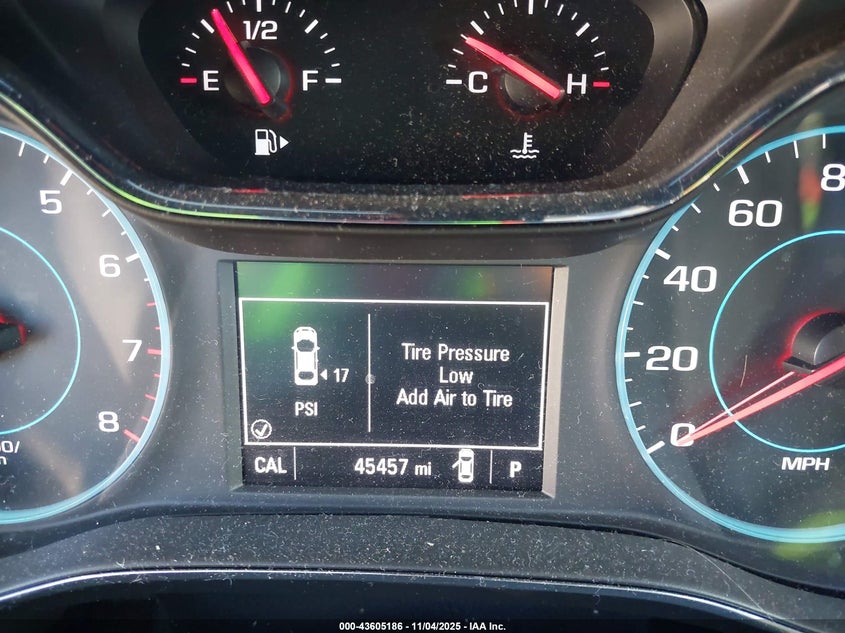 1/2
E F
C H
5
6
7
8
8
60
40
20
0
MPH
17
PSI
Tire Pressure
Low
Add Air to Tire
CAL 45457 mi P
000-43605186 - 11/04/2025 - IAA Inc.